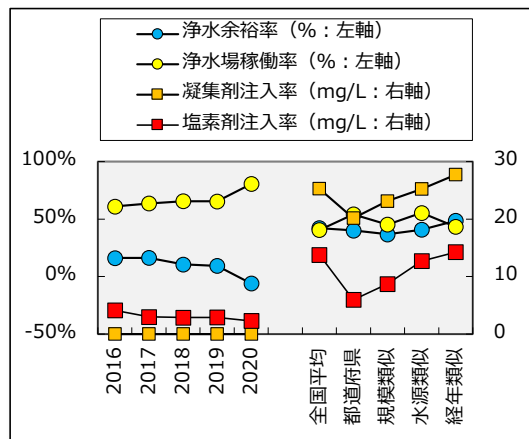 浄水余裕率（%：左軸）
浄水場稼働率（%：左軸）
凝集剤注入率（mg/L：右軸）
塩素剤注入率（mg/L：右軸）
100%
50%
0%
-50%
30
20
10
0
2016
2017
2018
2019
2020
全国平均
都道府県
規模類似
水源類似
経年類似